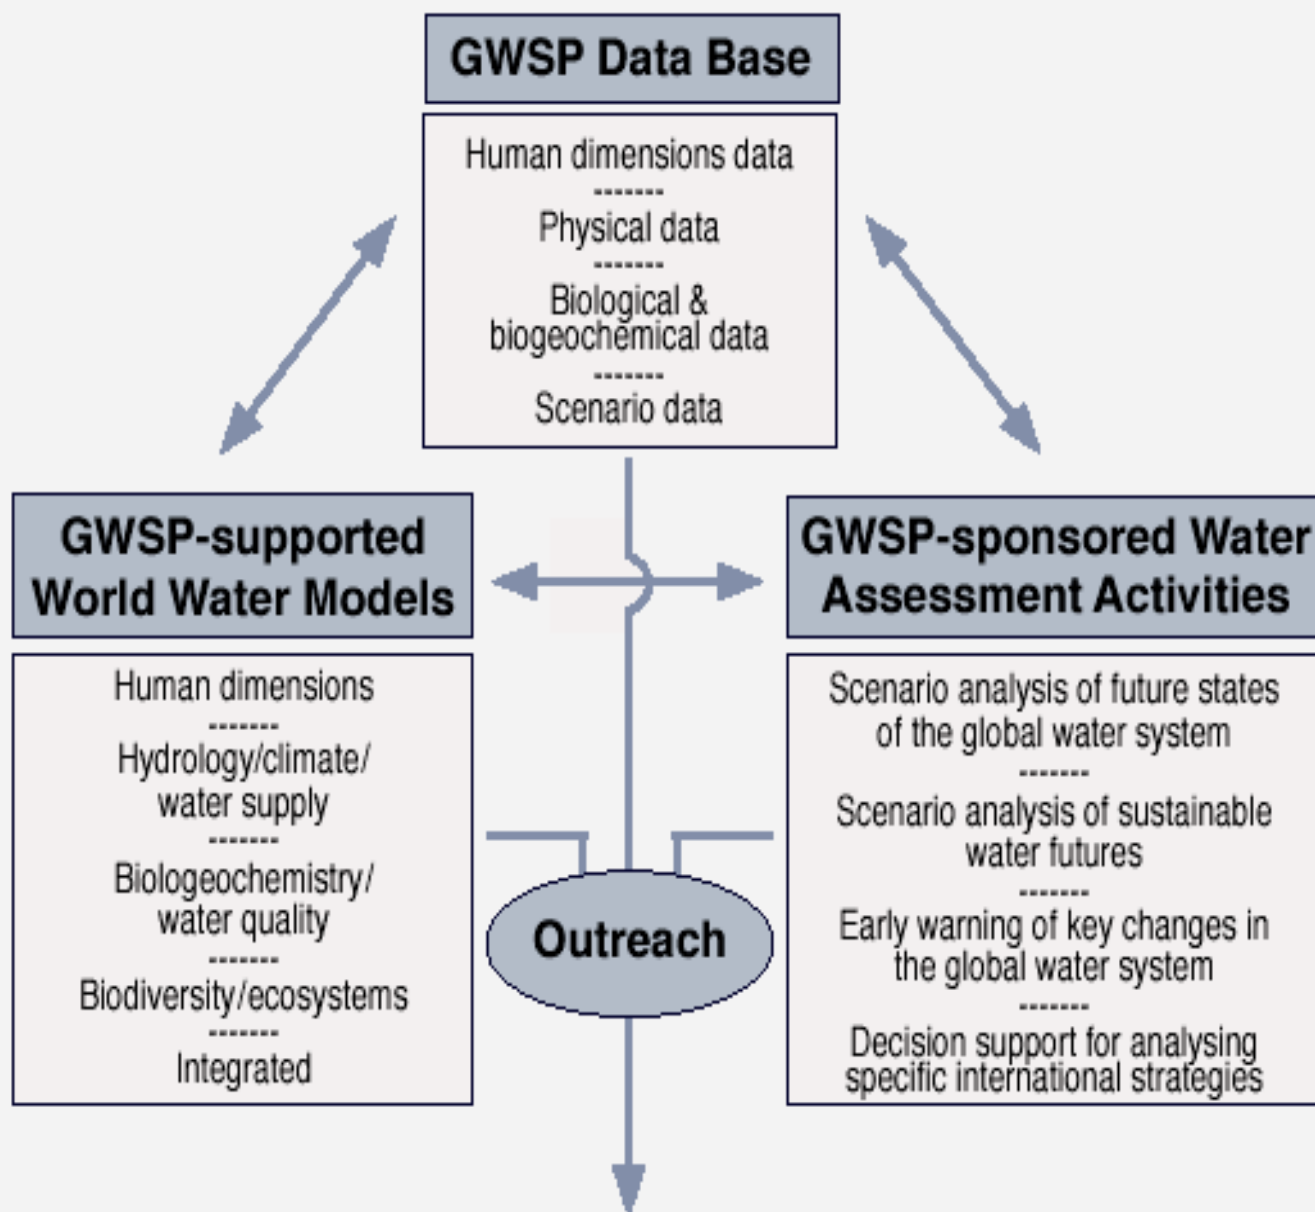 GWSP Data Base
Human dimensions data
-------
Physical data
-------
Biological &
biogeochemical data
-------
Scenario data
GWSP-supported
World Water Models
Human dimensions
-------
Hydrology/climate/
water supply
-------
Biologeochemistry/
water quality
-------
Biodiversity/ecosystems
-------
Integrated
GWSP-sponsored Water
Assessment Activities
Scenario analysis of future states
of the global water system
-------
Scenario analysis of sustainable
water futures
-------
Early warning of key changes in
the global water system
-------
Decision support for analysing
specific international strategies
Outreach